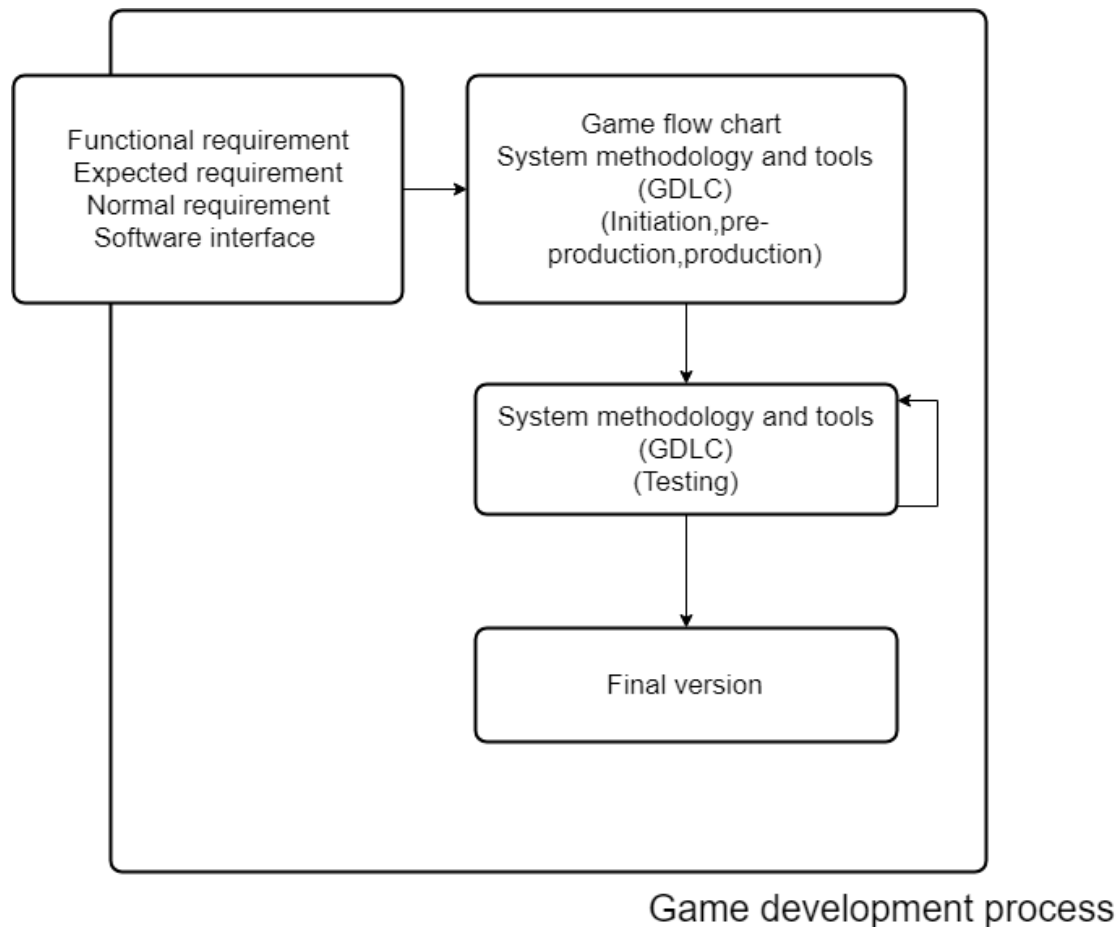 Functional requirement
Expected requirement
Normal requirement
Software interface
Game flow chart
System methodology and tools
(GDLC)
(Initiation,pre-
production,production)
System methodology and tools
(GDLC)
(Testing)
Final version
Game development process